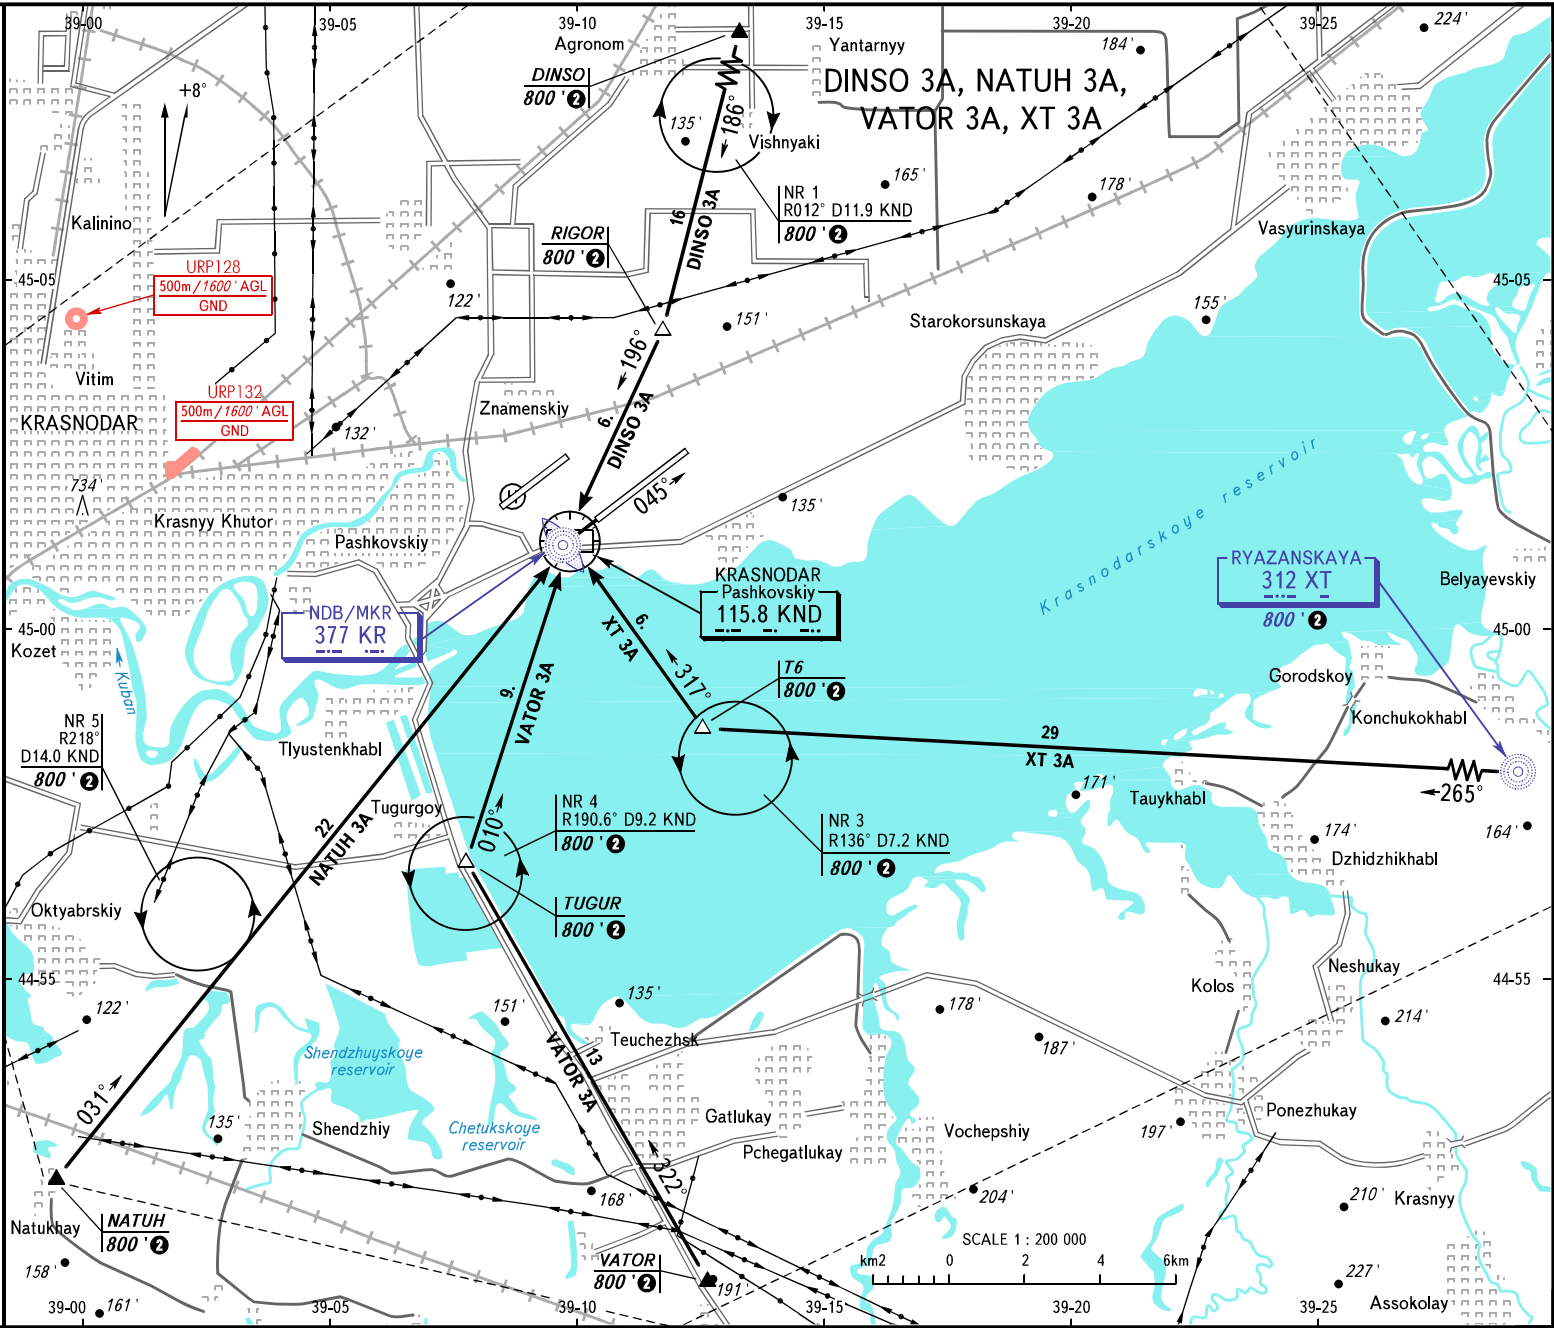 39-00
39-05
39-10
39-15
39-20
39-25
224'
Agronom
Yantarnyy
184'
DINSO
800' 2
DINSO 3A, NATUH 3A,
VATOR 3A, XT 3A
+8°
135'
186°
Vishnyaki
165'
178'
NR 1
R012° D11.9 KND
800' 2
16
DINSO 3A
Kalinino
RIGOR
800' 2
Vasyurinskaya
URP128
500m/1600' AGL
GND
45-05
45-05
122'
151'
155'
Starokorsunskaya
196°
Vitim
URP132
500m/1600' AGL
GND
KRASNODAR
132'
Znamenskiy
6.
DINSO 3A
734'
045°
135'
Krasnyy Khutor
Pashkovskiy
Krasnodarskoye reservoir
RYAZANSKAYA
312 XT
800' 2
Belyayevskiy
KRASNODAR
Pashkovskiy
115.8 KND
NDB/MKR
377 KR
45-00
45-00
Kozet
Kuban
6.
XT 3A
317°
T6
800' 2
9.
VATOR 3A
Gorodskoy
Konchukokhabl
NR 5
R218°
D14.0 KND
800' 2
Tlyustenkhabl
29
XT 3A
265°
171'
Tauykhabl
Tugurgoy
010°
NR 4
R190.6° D9.2 KND
800' 2
NR 3
R136° D7.2 KND
800' 2
174'
164'
Dzhidzhikhabl
22
NATUH 3A
Oktyabrskiy
TUGUR
800' 2
44-55
44-55
Neshukay
Kolos
122'
151'
135'
178'
214'
Teuchezhsk
187'
Shendzhuyskoye
reservoir
13
VATOR 3A
031°
135'
Shendzhiy
Chetukskoye
reservoir
Gatlukay
Pchegatlukay
Vochepshiy
Ponezhukay
197'
322°
168'
204'
210'
Krasnyy
NATUH
800' 2
Natukhay
158'
161'
VATOR
800' 2
191'
SCALE 1 : 200 000
km2 0 2 4 6km
227'
Assokolay
39-00
39-05
39-10
39-15
39-20
39-25